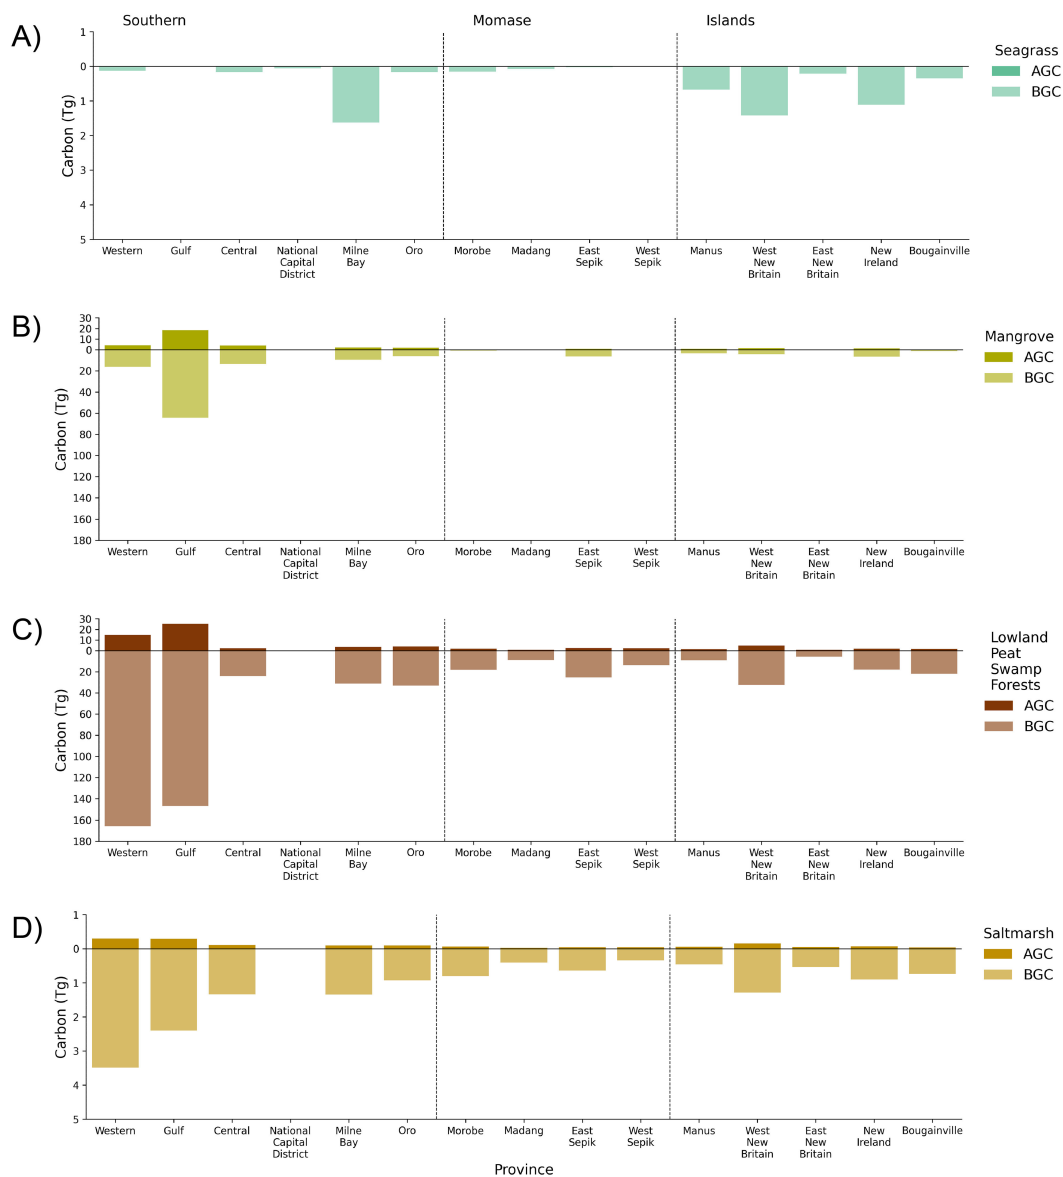 Southern Momase Islands
A)
1
0
1
2
3
4
5
Carbon (Tg)
Seagrass
AGC
BGC
Western Gulf Central National Milne Oro Morobe Madang East West Manus West East New Bougainville
Capital Bay Sepik Sepik New New Ireland
District Britain Britain
B)
30
20
10
0
20
40
60
80
100
120
140
160
180
Carbon (Tg)
Mangrove
AGC
BGC
Western Gulf Central National Milne Oro Morobe Madang East West Manus West East New Bougainville
Capital Bay Sepik Sepik New New Ireland
District Britain Britain
C)
30
20
10
0
20
40
60
80
100
120
140
160
180
Carbon (Tg)
Lowland
Peat
Swamp
Forests
AGC
BGC
Western Gulf Central National Milne Oro Morobe Madang East West Manus West East New Bougainville
Capital Bay Sepik Sepik New New Ireland
District Britain Britain
D)
1
0
1
2
3
4
5
Carbon (Tg)
Saltmarsh
AGC
BGC
Western Gulf Central National Milne Oro Morobe Madang East West Manus West East New Bougainville
Capital Bay Sepik Sepik New New Ireland
District Britain Britain
Province